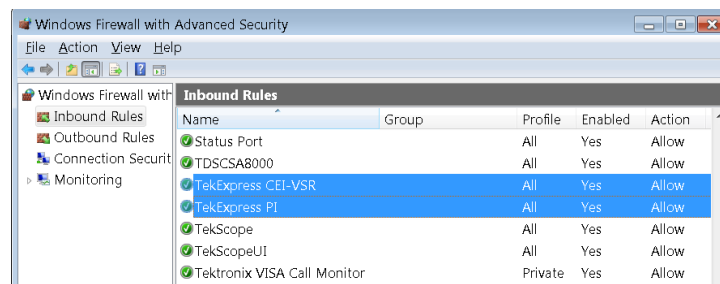 Windows Firewall with Advanced Security
File Action View Help
Windows Firewall with
Inbound Rules
Outbound Rules
Connection Securit
Monitoring
Inbound Rules
Name Group Profile Enabled Action
Status Port All Yes Allow
TDSCSA8000 All Yes Allow
TekExpress CEI-VSR All Yes Allow
TekExpress PI All Yes Allow
TekScope All Yes Allow
TekScopeUI All Yes Allow
Tektronix VISA Call Monitor Private Yes Allow